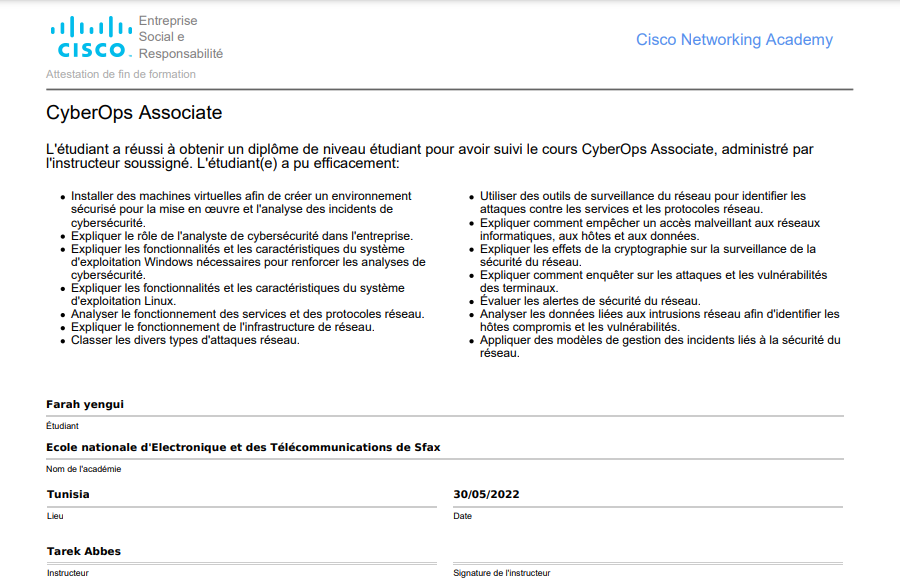 CISCO
Entreprise
Social e
Responsabilité
Cisco Networking Academy
Attestation de fin de formation
CyberOps Associate
L'étudiant a réussi à obtenir un diplôme de niveau étudiant pour avoir suivi le cours CyberOps Associate, administré par
l'instructeur soussigné. L'étudiant(e) a pu efficacement:
• Installer des machines virtuelles afin de créer un environnement
sécurisé pour la mise en œuvre et l'analyse des incidents de
cybersécurité.
• Expliquer le rôle de l'analyste de cybersécurité dans l'entreprise.
• Expliquer les fonctionnalités et les caractéristiques du système
d'exploitation Windows nécessaires pour renforcer les analyses de
cybersécurité.
• Expliquer les fonctionnalités et les caractéristiques du système
d'exploitation Linux.
• Analyser le fonctionnement des services et des protocoles réseau.
• Expliquer le fonctionnement de l'infrastructure de réseau.
• Classer les divers types d'attaques réseau.
• Utiliser des outils de surveillance du réseau pour identifier les
attaques contre les services et les protocoles réseau.
• Expliquer comment empêcher un accès malveillant aux réseaux
informatiques, aux hôtes et aux données.
• Expliquer les effets de la cryptographie sur la surveillance de la
sécurité du réseau.
• Expliquer comment enquêter sur les attaques et les vulnérabilités
des terminaux.
• Évaluer les alertes de sécurité du réseau.
• Analyser les données liées aux intrusions réseau afin d'identifier les
hôtes compromis et les vulnérabilités.
• Appliquer des modèles de gestion des incidents liés à la sécurité du
réseau.
Farah yengui
Étudiant
Ecole nationale d'Electronique et des Télécommunications de Sfax
Nom de l'académie
Tunisia
Lieu
30/05/2022
Date
Tarek Abbes
Instructeur
Signature de l'instructeur